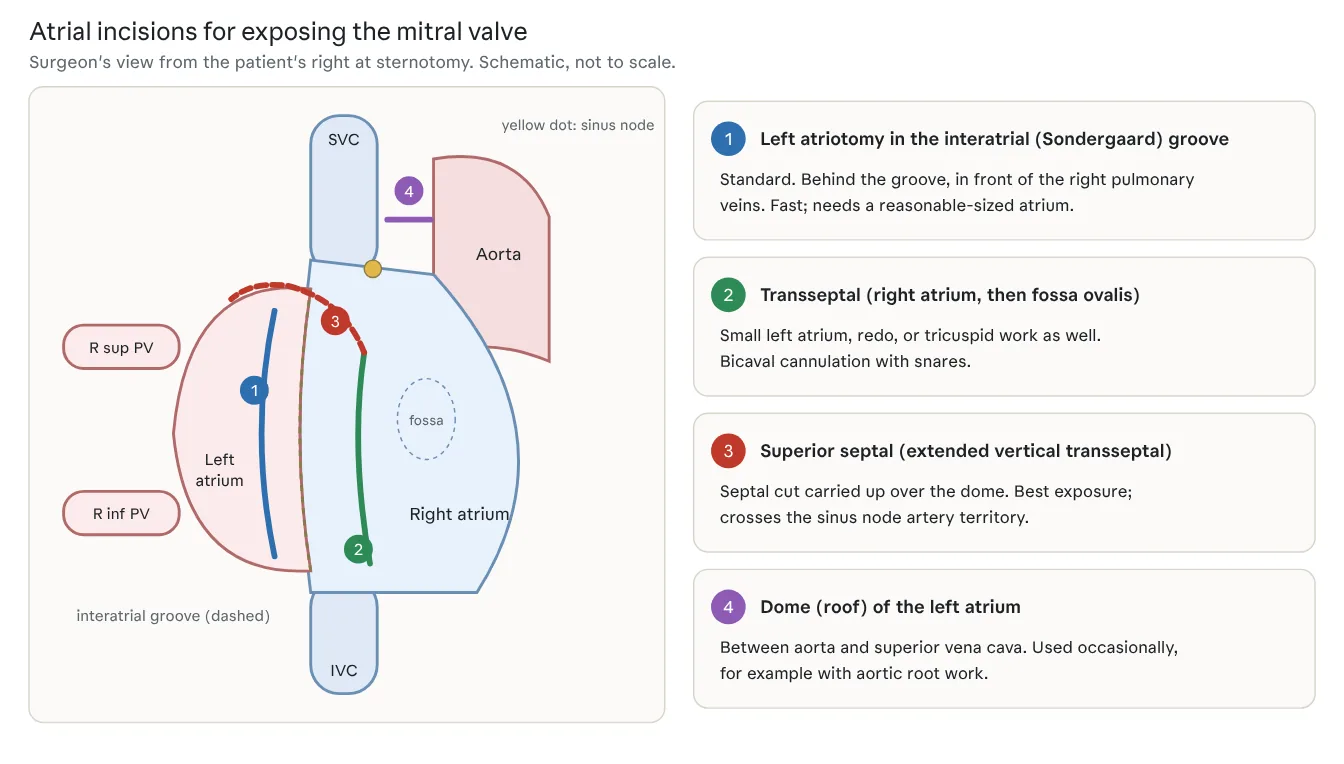 Atrial incisions for exposing the mitral valve
Surgeon's view from the patient's right at sternotomy. Schematic, not to scale.
SVC
yellow dot: sinus node
4
Aorta
3
R sup PV
1
fossa
Left
atrium
R inf PV
Right atrium
2
interatrial groove (dashed)
IVC
1 Left atriotomy in the interatrial (Sondergaard) groove
Standard. Behind the groove, in front of the right pulmonary
veins. Fast; needs a reasonable-sized atrium.
2 Transseptal (right atrium, then fossa ovalis)
Small left atrium, redo, or tricuspid work as well.
Bicaval cannulation with snares.
3 Superior septal (extended vertical transseptal)
Septal cut carried up over the dome. Best exposure;
crosses the sinus node artery territory.
4 Dome (roof) of the left atrium
Between aorta and superior vena cava. Used occasionally,
for example with aortic root work.